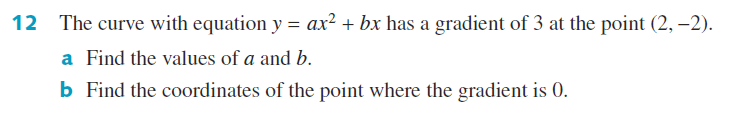 12 The curve with equation y = ax² + bx has a gradient of 3 at the point (2, −2).
a Find the values of a and b.
b Find the coordinates of the point where the gradient is 0.